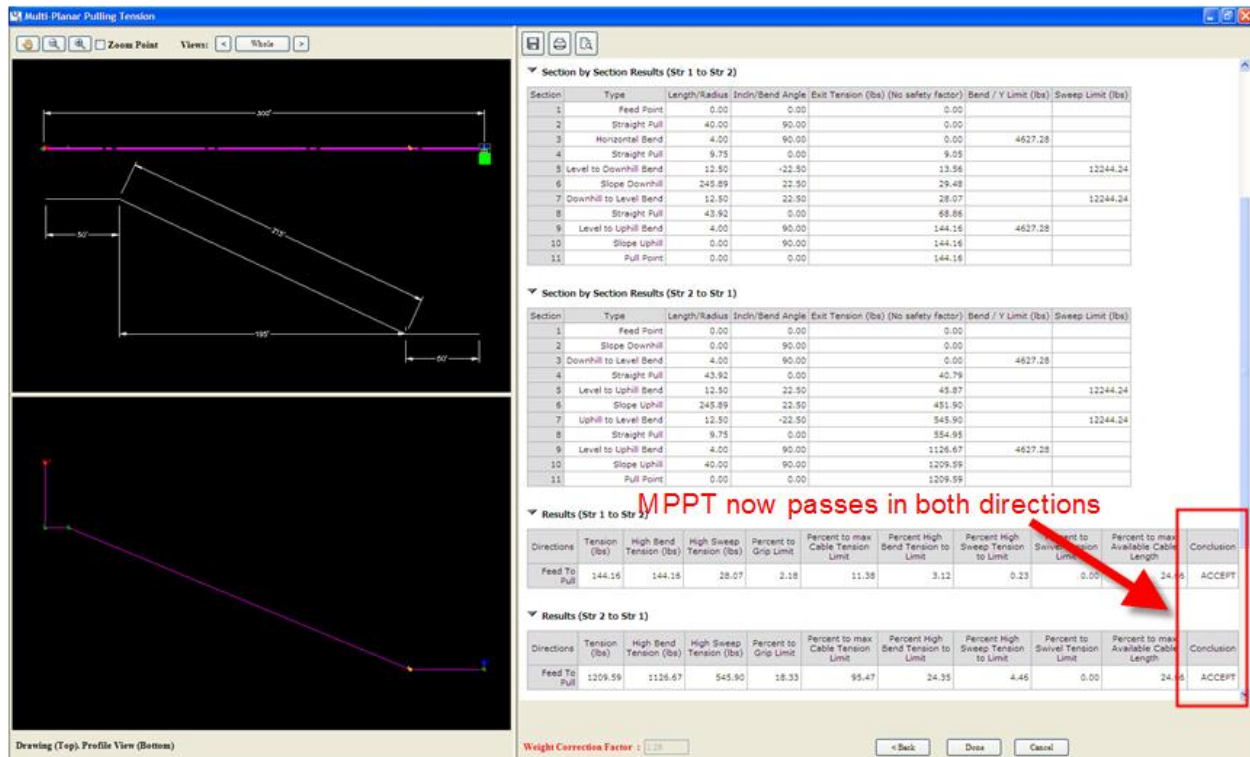 Multi-Planar Pulling Tension
Zoom Point Views: < Whole >
300'
275'
50'
195'
50'
Drawing (Top). Profile View (Bottom)
Section by Section Results (Str 1 to Str 2)
Section Type Length/Radius Incln/Bend Angle Exit Tension (lbs) (No safety factor) Bend / Y Limit (lbs) Sweep Limit (lbs)
1 Feed Point 0.00 0.00 0.00
2 Straight Pull 40.00 90.00 0.00
3 Horizontal Bend 4.00 90.00 0.00 4627.28
4 Straight Pull 9.75 0.00 9.05
5 Level to Downhill Bend 12.50 -22.50 13.56 12244.24
6 Slope Downhill 245.89 22.50 29.48
7 Downhill to Level Bend 12.50 22.50 28.07 12244.24
8 Straight Pull 43.92 0.00 68.86
9 Level to Uphill Bend 4.00 90.00 144.16 4627.28
10 Slope Uphill 0.00 90.00 144.16
11 Pull Point 0.00 0.00 144.16
Section by Section Results (Str 2 to Str 1)
Section Type Length/Radius Incln/Bend Angle Exit Tension (lbs) (No safety factor) Bend / Y Limit (lbs) Sweep Limit (lbs)
1 Feed Point 0.00 0.00 0.00
2 Slope Downhill 0.00 90.00 0.00
3 Downhill to Level Bend 4.00 90.00 0.00 4627.28
4 Straight Pull 43.92 0.00 40.79
5 Level to Uphill Bend 12.50 22.50 45.87 12244.24
6 Slope Uphill 245.89 22.50 451.90
7 Uphill to Level Bend 12.50 -22.50 545.90 12244.24
8 Straight Pull 9.75 0.00 554.95
9 Level to Uphill Bend 4.00 90.00 1126.67 4627.28
10 Slope Uphill 40.00 90.00 1209.59
11 Pull Point 0.00 0.00 1209.59
MPPT now passes in both directions
Results (Str 1 to Str 2)
Directions Tension (lbs) High Bend Tension (lbs) High Sweep Tension (lbs) Percent to Grip Limit Percent to max Cable Tension Limit Percent High Bend Tension to Limit Percent High Sweep Tension to Limit Percent to Swivel Tension Limit Percent to max Available Cable Length Conclusion
Feed To Pull 144.16 144.16 28.07 2.18 11.38 3.12 0.23 0.00 ACCEPT
Results (Str 2 to Str 1)
Directions Tension (lbs) High Bend Tension (lbs) High Sweep Tension (lbs) Percent to Grip Limit Percent to max Cable Tension Limit Percent High Bend Tension to Limit Percent High Sweep Tension to Limit Percent to Swivel Tension Limit Percent to max Available Cable Length Conclusion
Feed To Pull 1209.59 1126.67 545.90 18.33 95.47 24.35 4.46 0.00 ACCEPT
Weight Correction Factor :
< Back Done Cancel